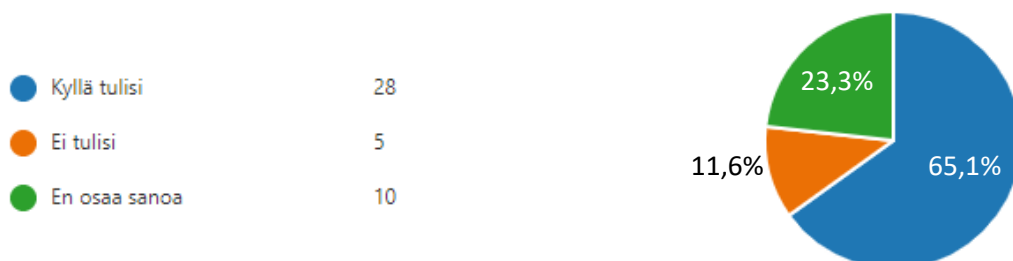 Kyllä tulisi 28
Ei tulisi 5
En osaa sanoa 10
23,3%
11,6%
65,1%